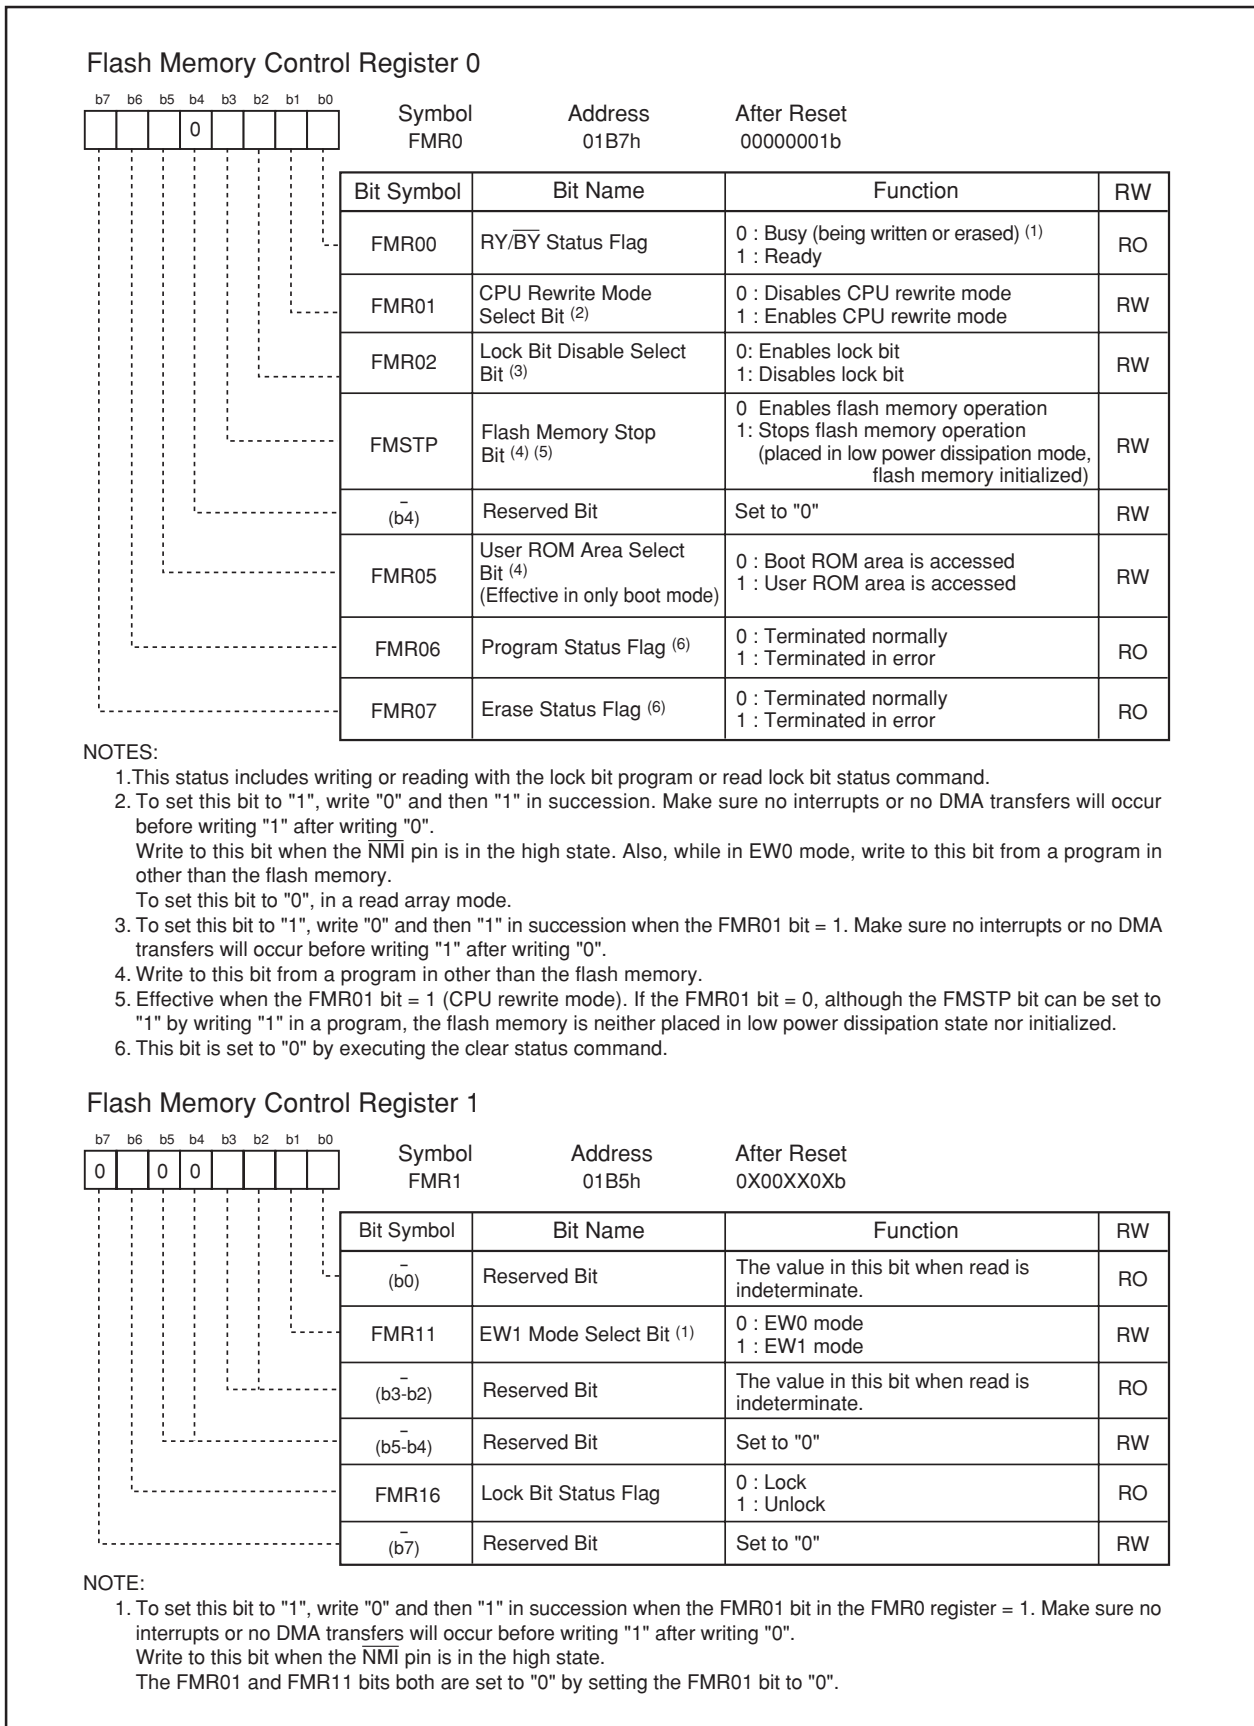 Flash Memory Control Register 0
b7 b6 b5 b4 b3 b2 b1 b0
0
Symbol Address After Reset
FMR0 01B7h 00000001b
Bit Symbol Bit Name Function RW
FMR00 RY/BY Status Flag 0 : Busy (being written or erased) (1) RO
1 : Ready
FMR01 CPU Rewrite Mode Select Bit (2) 0 : Disables CPU rewrite mode RW
1 : Enables CPU rewrite mode
FMR02 Lock Bit Disable Select Bit (3) 0: Enables lock bit RW
1: Disables lock bit
FMSTP Flash Memory Stop Bit (4) (5) 0 Enables flash memory operation RW
1: Stops flash memory operation
(placed in low power dissipation mode,
flash memory initialized)
– (b4) Reserved Bit Set to "0" RW
FMR05 User ROM Area Select Bit (4) (Effective in only boot mode) 0 : Boot ROM area is accessed RW
1 : User ROM area is accessed
FMR06 Program Status Flag (6) 0 : Terminated normally RO
1 : Terminated in error
FMR07 Erase Status Flag (6) 0 : Terminated normally RO
1 : Terminated in error
NOTES:
1.This status includes writing or reading with the lock bit program or read lock bit status command.
2. To set this bit to "1", write "0" and then "1" in succession. Make sure no interrupts or no DMA transfers will occur
before writing "1" after writing "0".
Write to this bit when the NMI pin is in the high state. Also, while in EW0 mode, write to this bit from a program in
other than the flash memory.
To set this bit to "0", in a read array mode.
3. To set this bit to "1", write "0" and then "1" in succession when the FMR01 bit = 1. Make sure no interrupts or no DMA
transfers will occur before writing "1" after writing "0".
4. Write to this bit from a program in other than the flash memory.
5. Effective when the FMR01 bit = 1 (CPU rewrite mode). If the FMR01 bit = 0, although the FMSTP bit can be set to
"1" by writing "1" in a program, the flash memory is neither placed in low power dissipation state nor initialized.
6. This bit is set to "0" by executing the clear status command.
Flash Memory Control Register 1
b7 b6 b5 b4 b3 b2 b1 b0
0 0 0
Symbol Address After Reset
FMR1 01B5h 0X00XX0Xb
Bit Symbol Bit Name Function RW
– (b0) Reserved Bit The value in this bit when read is RO
indeterminate.
FMR11 EW1 Mode Select Bit (1) 0 : EW0 mode RW
1 : EW1 mode
– (b3-b2) Reserved Bit The value in this bit when read is RO
indeterminate.
– (b5-b4) Reserved Bit Set to "0" RW
FMR16 Lock Bit Status Flag 0 : Lock RO
1 : Unlock
– (b7) Reserved Bit Set to "0" RW
NOTE:
1. To set this bit to "1", write "0" and then "1" in succession when the FMR01 bit in the FMR0 register = 1. Make sure no
interrupts or no DMA transfers will occur before writing "1" after writing "0".
Write to this bit when the NMI pin is in the high state.
The FMR01 and FMR11 bits both are set to "0" by setting the FMR01 bit to "0".